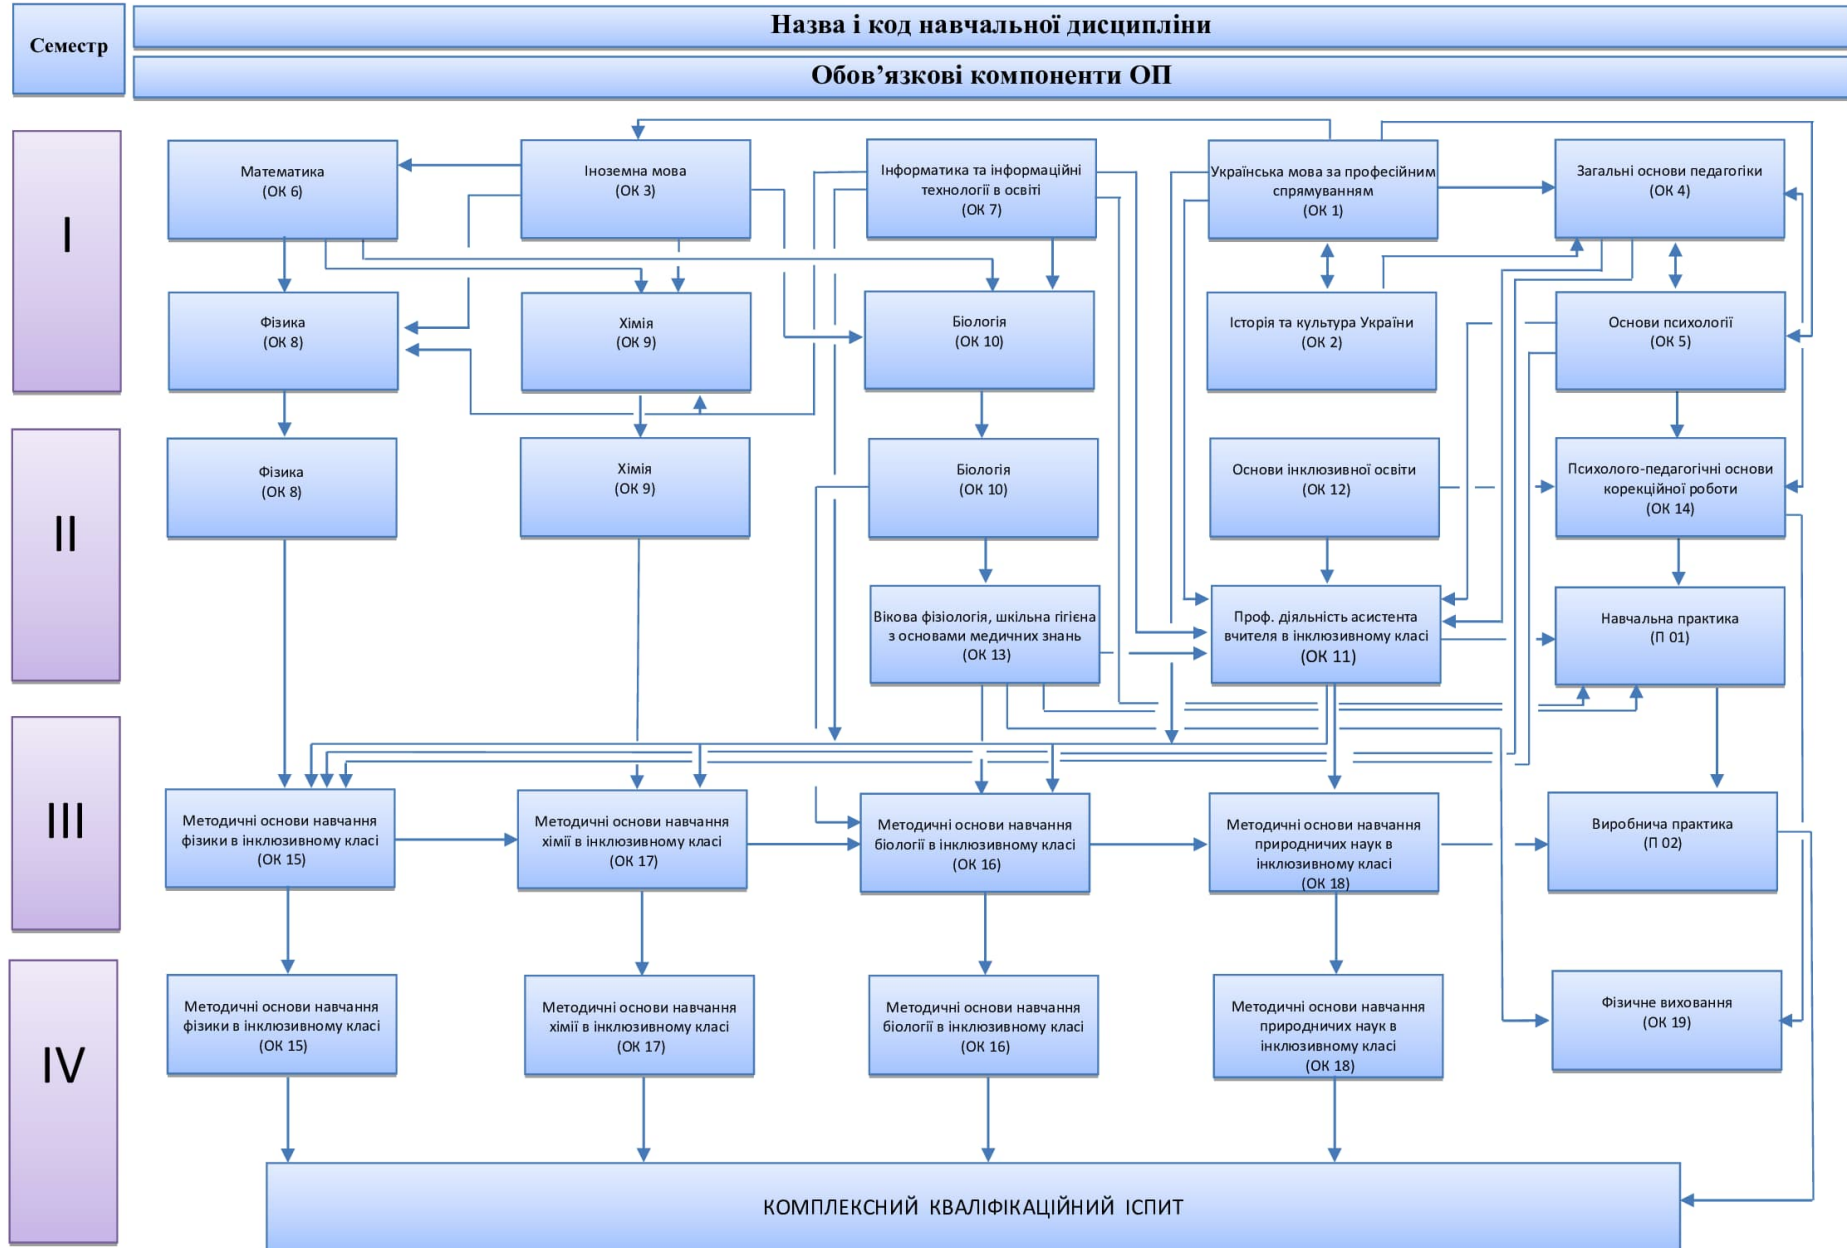 Семестр
Назва і код навчальної дисципліни
Обов’язкові компоненти ОП
I
Математика
(ОК 6)
Іноземна мова
(ОК 3)
Інформатика та інформаційні
технології в освіті
(ОК 7)
Українська мова за професійним
спрямуванням
(ОК 1)
Загальні основи педагогіки
(ОК 4)
Фізика
(ОК 8)
Хімія
(ОК 9)
Біологія
(ОК 10)
Історія та культура України
(ОК 2)
Основи психології
(ОК 5)
II
Фізика
(ОК 8)
Хімія
(ОК 9)
Біологія
(ОК 10)
Основи інклюзивної освіти
(ОК 12)
Психолого-педагогічні основи
корекційної роботи
(ОК 14)
Вікова фізіологія, шкільна гігієна
з основами медичних знань
(ОК 13)
Проф. діяльність асистента
вчителя в інклюзивному класі
(ОК 11)
Навчальна практика
(П 01)
III
Методичні основи навчання
фізики в інклюзивному класі
(ОК 15)
Методичні основи навчання
хімії в інклюзивному класі
(ОК 17)
Методичні основи навчання
біології в інклюзивному класі
(ОК 16)
Методичні основи навчання
природничих наук в
інклюзивному класі
(ОК 18)
Виробнича практика
(П 02)
IV
Методичні основи навчання
фізики в інклюзивному класі
(ОК 15)
Методичні основи навчання
хімії в інклюзивному класі
(ОК 17)
Методичні основи навчання
біології в інклюзивному класі
(ОК 16)
Методичні основи навчання
природничих наук в
інклюзивному класі
(ОК 18)
Фізичне виховання
(ОК 19)
КОМПЛЕКСНИЙ КВАЛІФІКАЦІЙНИЙ ІСПИТ